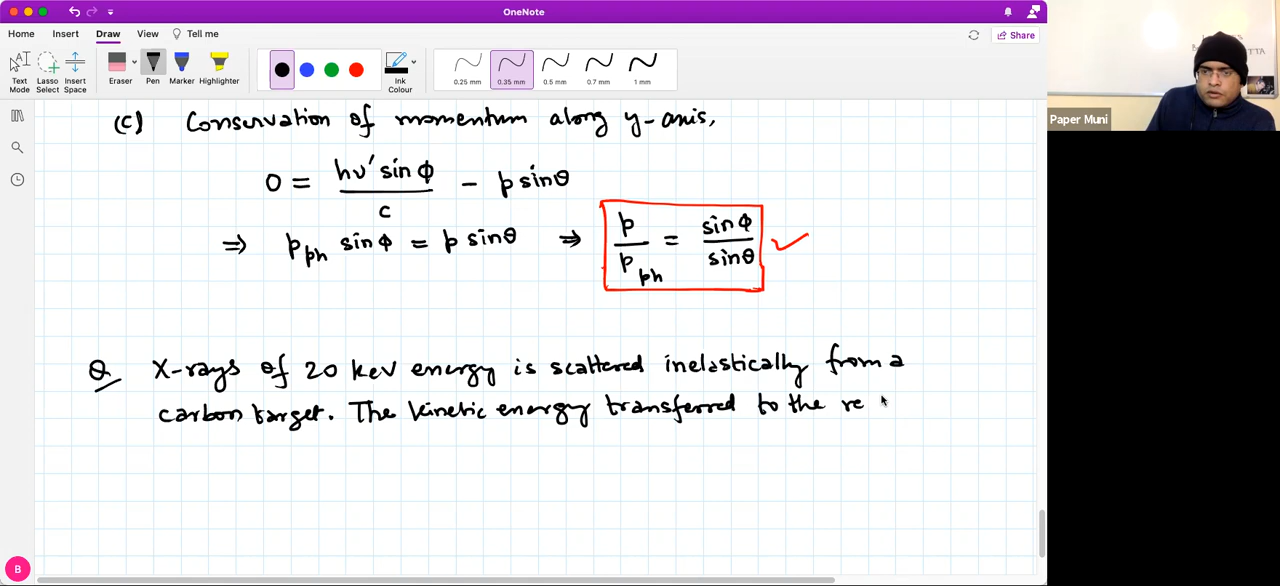 OneNote
Home Insert Draw View Tell me
Share
Text Mode
Lasso Select
Insert Space
Eraser
Pen
Marker
Highlighter
Ink Colour
0.25 mm
0.35 mm
0.5 mm
0.7 mm
1 mm
Paper Muni
(c) Conservation of momentum along y-axis,
0 = hν' sin ϕ / c - p sinθ
⇒ p_ph sin ϕ = p sinθ ⇒ p / p_ph = sin ϕ / sinθ ✓
Q X-rays of 20 keV energy is scattered inelastically from a
carbon target. The kinetic energy transferred to the re
B